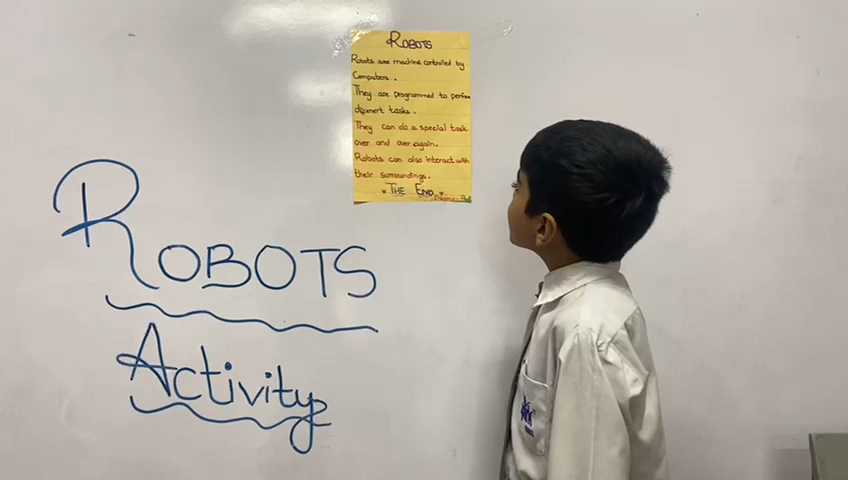 ROBOTS
Robots are machine controlled by
Computers.
They are programmed to perform
different tasks.
They can do a special task
over and over again.
Robots can also interact with
their surroundings.
THE END
Name:
ROBOTS
Activity